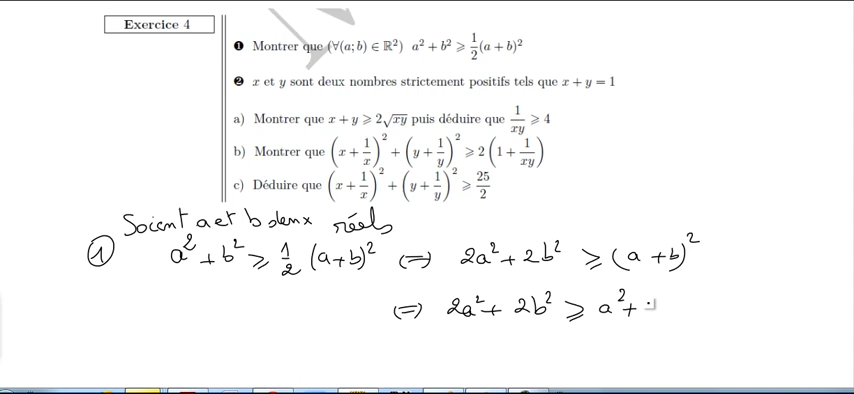 Exercice 4
❶ Montrer que (∀(a; b) ∈ ℝ²) a² + b² ⩾ 1/2 (a + b)²
❷ x et y sont deux nombres strictement positifs tels que x + y = 1
a) Montrer que x + y ⩾ 2√xy puis déduire que 1/xy ⩾ 4
b) Montrer que (x + 1/x)² + (y + 1/y)² ⩾ 2(1 + 1/xy)
c) Déduire que (x + 1/x)² + (y + 1/y)² ⩾ 25/2
Soient a et b deux réels
① a² + b² ⩾ 1/2 (a+b)² ⟺ 2a² + 2b² ⩾ (a + b)²
⟺ 2a² + 2b² ⩾ a² +